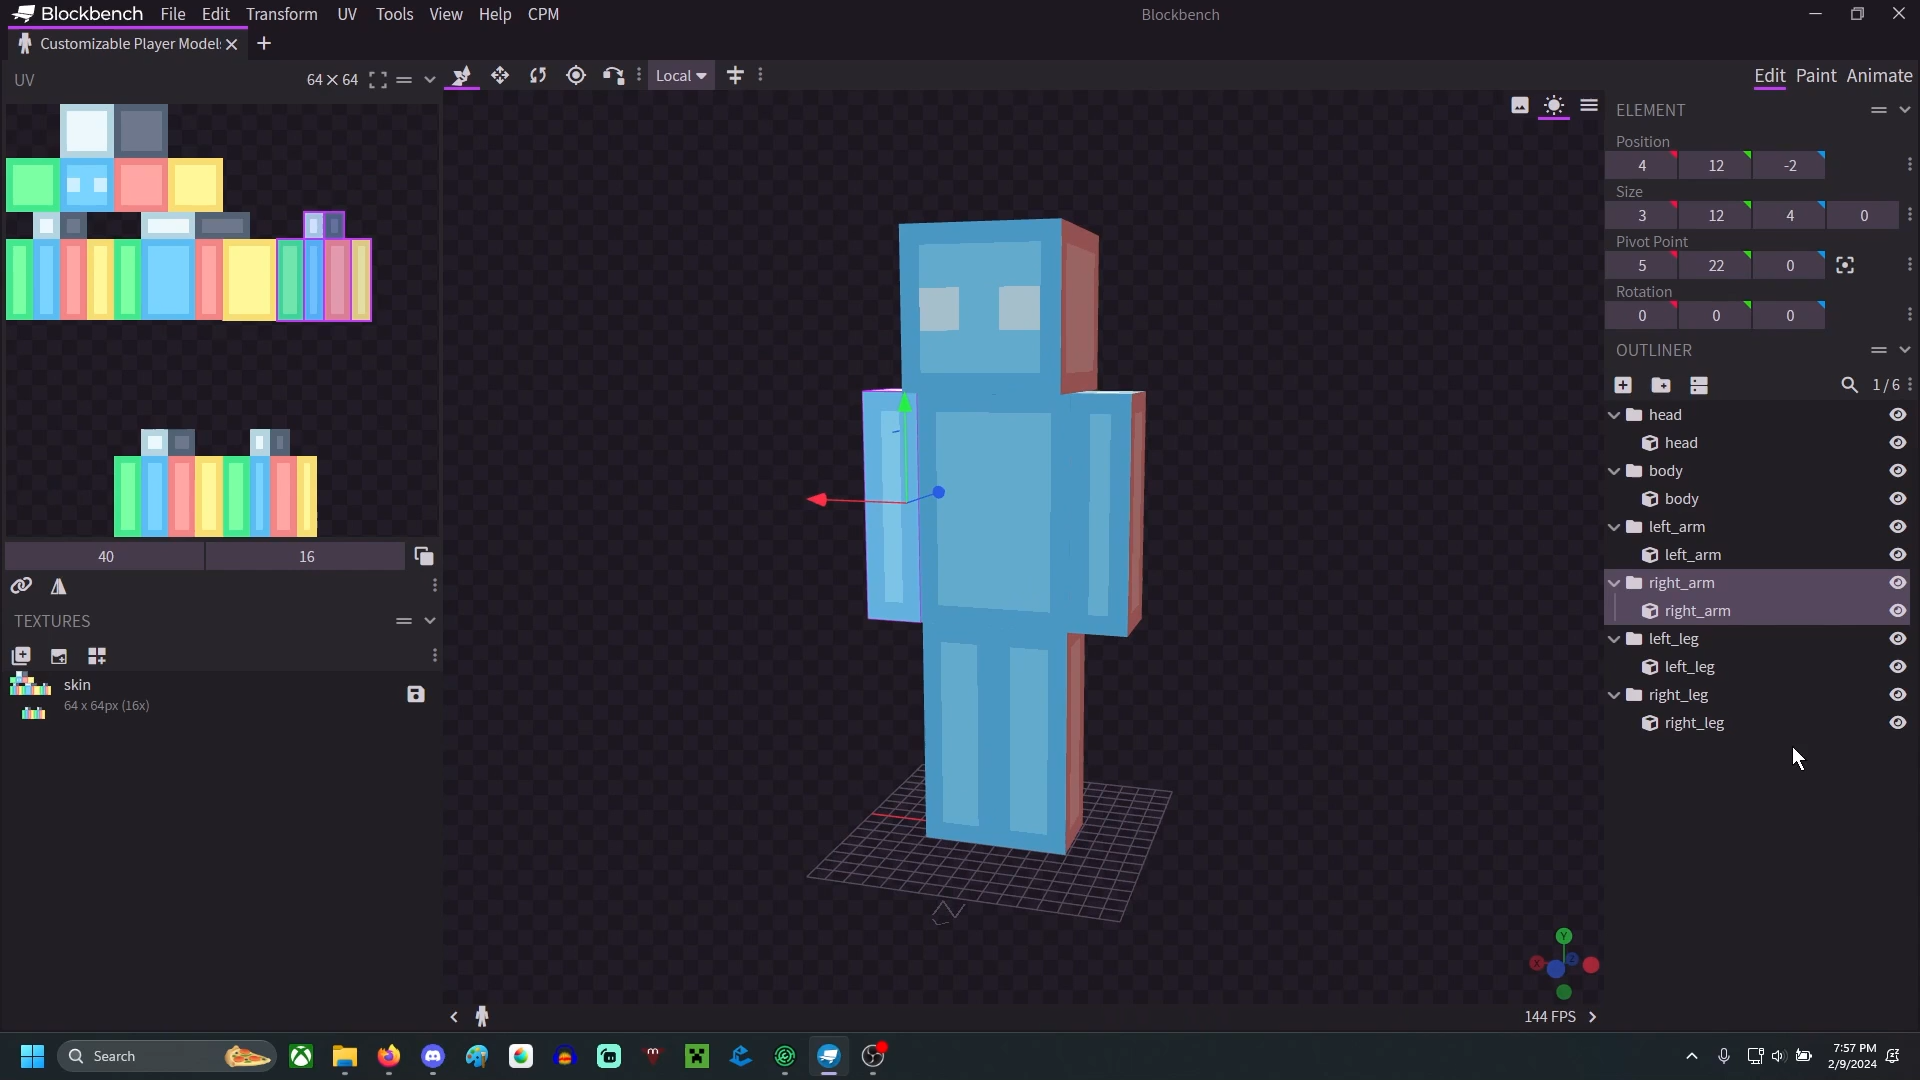 Blockbench File Edit Transform UV Tools View Help CPM Blockbench
Customizable Player Model:
UV 64×64 Local Edit Paint Animate
ELEMENT
Position
4 12 -2
Size
3 12 4 0
Pivot Point
5 22 0
Rotation
0 0 0
OUTLINER
1/6
head
head
body
body
left_arm
left_arm
right_arm
right_arm
left_leg
left_leg
right_leg
right_leg
40 16
TEXTURES
skin
64 x 64px (16x)
Y
X
Z
144 FPS
Search
7:57 PM
2/9/2024